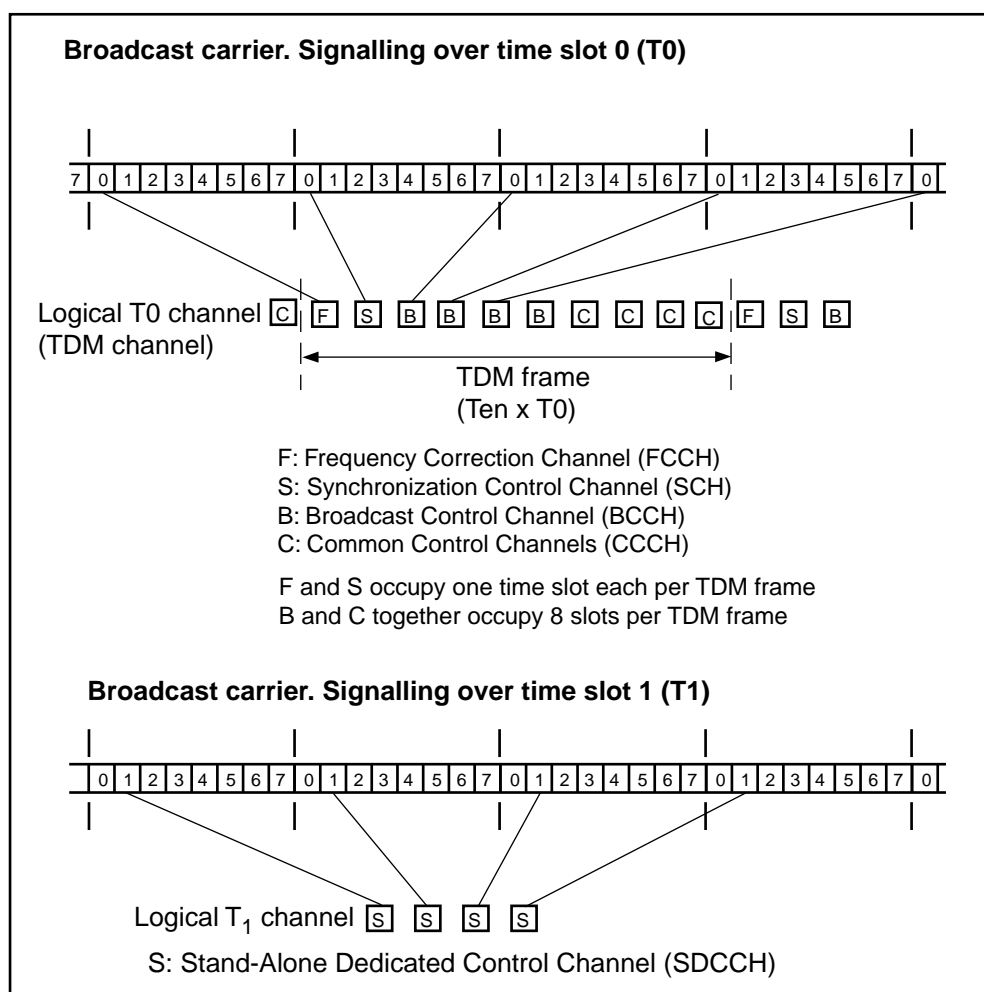 Broadcast carrier. Signalling over time slot 0 (T0)
7 0 1 2 3 4 5 6 7 0 1 2 3 4 5 6 7 0 1 2 3 4 5 6 7 0 1 2 3 4 5 6 7 0
Logical T0 channel C F S B B B B C C C C F S B
(TDM channel)
TDM frame
(Ten x T0)
F: Frequency Correction Channel (FCCH)
S: Synchronization Control Channel (SCH)
B: Broadcast Control Channel (BCCH)
C: Common Control Channels (CCCH)
F and S occupy one time slot each per TDM frame
B and C together occupy 8 slots per TDM frame
Broadcast carrier. Signalling over time slot 1 (T1)
0 1 2 3 4 5 6 7 0 1 2 3 4 5 6 7 0 1 2 3 4 5 6 7 0 1 2 3 4 5 6 7 0
Logical T1 channel S S S S
S: Stand-Alone Dedicated Control Channel (SDCCH)